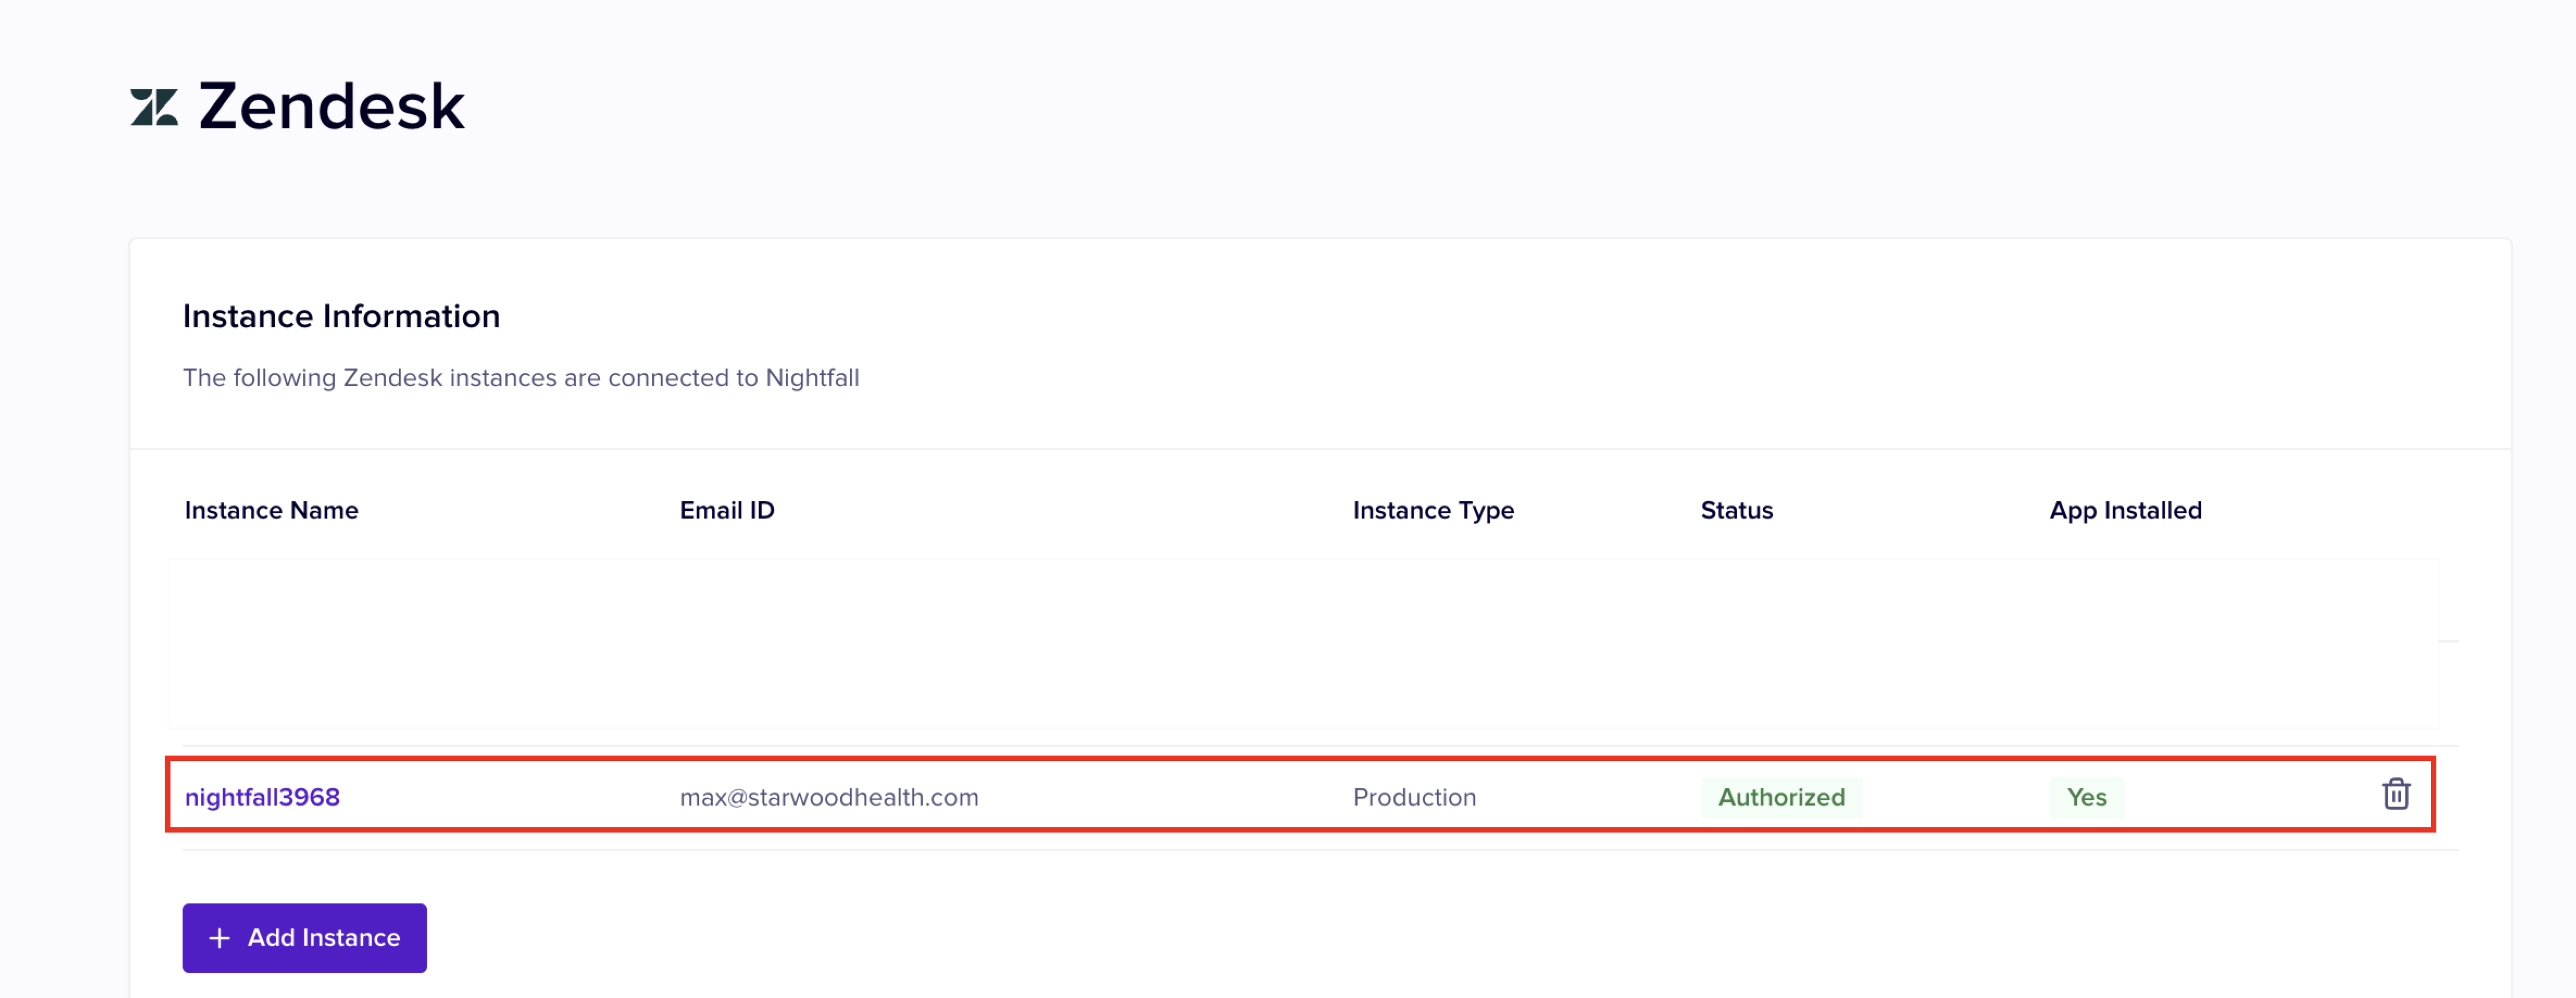 Zendesk
Instance Information
The following Zendesk instances are connected to Nightfall
Instance Name Email ID Instance Type Status App Installed
nightfall3968 max@starwoodhealth.com Production Authorized Yes
+ Add Instance